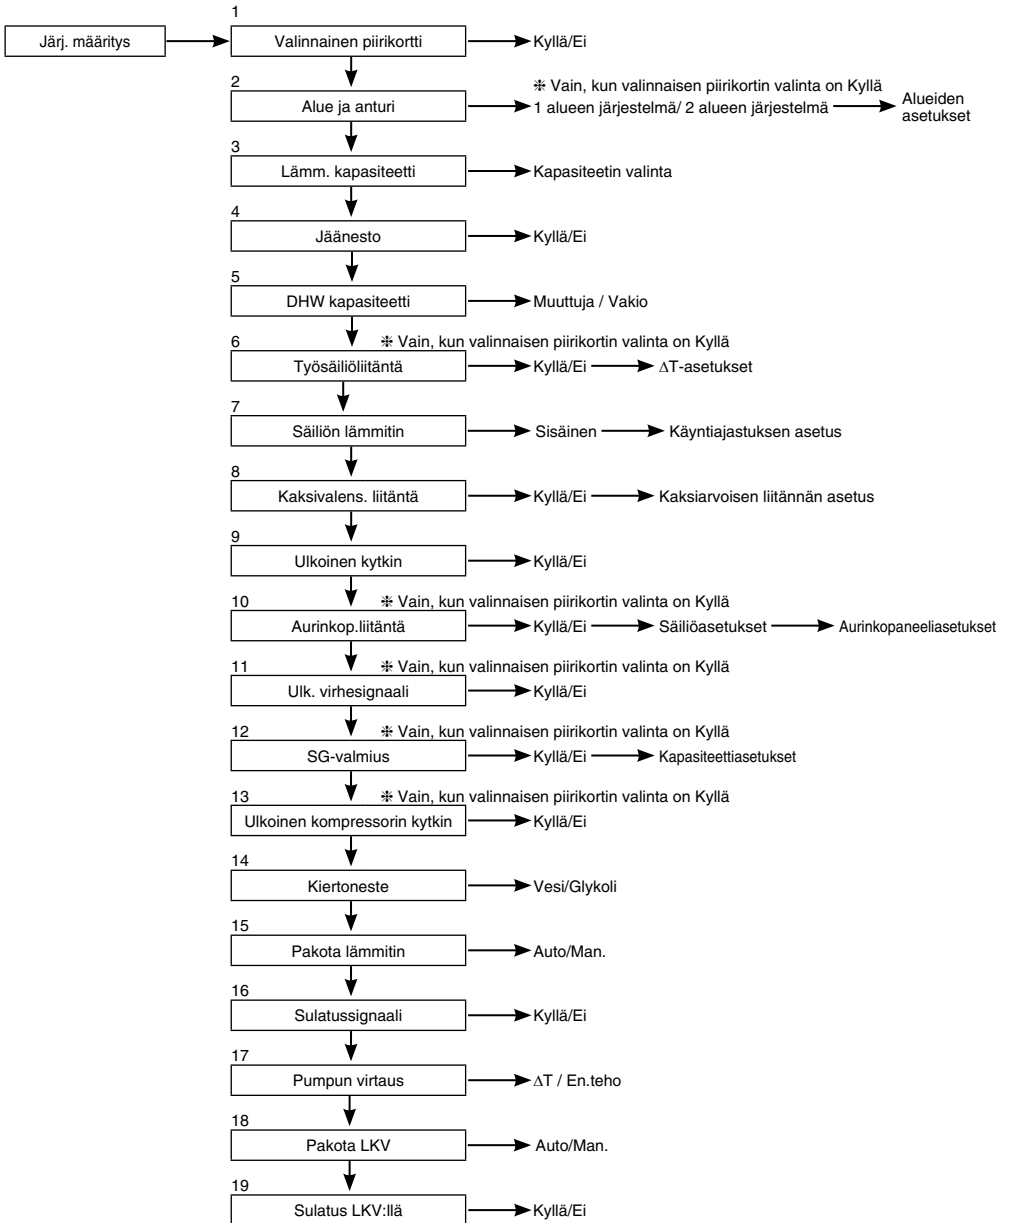 1
Järj. määritys Valinnainen piirikortti Kyllä/Ei
2 ❈ Vain, kun valinnaisen piirikortin valinta on Kyllä
Alue ja anturi 1 alueen järjestelmä/ 2 alueen järjestelmä Alueiden
asetukset
3
Lämm. kapasiteetti Kapasiteetin valinta
4
Jäänesto Kyllä/Ei
5
DHW kapasiteetti Muuttuja / Vakio
6 ❈ Vain, kun valinnaisen piirikortin valinta on Kyllä
Työsäiliöliitäntä Kyllä/Ei ΔT-asetukset
7
Säiliön lämmitin Sisäinen Käyntiajastuksen asetus
8
Kaksivalens. liitäntä Kyllä/Ei Kaksiarvoisen liitännän asetus
9
Ulkoinen kytkin Kyllä/Ei
10 ❈ Vain, kun valinnaisen piirikortin valinta on Kyllä
Aurinkop.liitäntä Kyllä/Ei Säiliöasetukset Aurinkopaneeliasetukset
11 ❈ Vain, kun valinnaisen piirikortin valinta on Kyllä
Ulk. virhesignaali Kyllä/Ei
12 ❈ Vain, kun valinnaisen piirikortin valinta on Kyllä
SG-valmius Kyllä/Ei Kapasiteettiasetukset
13 ❈ Vain, kun valinnaisen piirikortin valinta on Kyllä
Ulkoinen kompressorin kytkin Kyllä/Ei
14
Kiertoneste Vesi/Glykoli
15
Pakota lämmitin Auto/Man.
16
Sulatussignaali Kyllä/Ei
17
Pumpun virtaus ΔT / En.teho
18
Pakota LKV Auto/Man.
19
Sulatus LKV:llä Kyllä/Ei